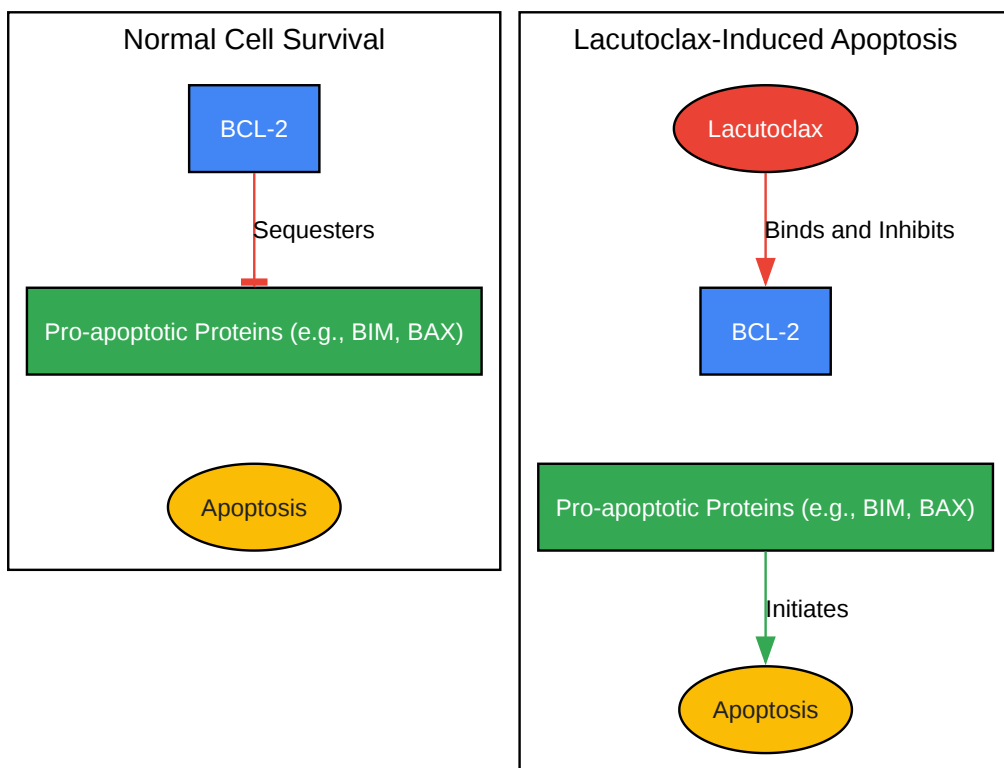 Normal Cell Survival
BCL-2
Sequesters
Pro-apoptotic Proteins (e.g., BIM, BAX)
Apoptosis
Lacutoclax-Induced Apoptosis
Lacutoclax
Binds and Inhibits
BCL-2
Pro-apoptotic Proteins (e.g., BIM, BAX)
Initiates
Apoptosis